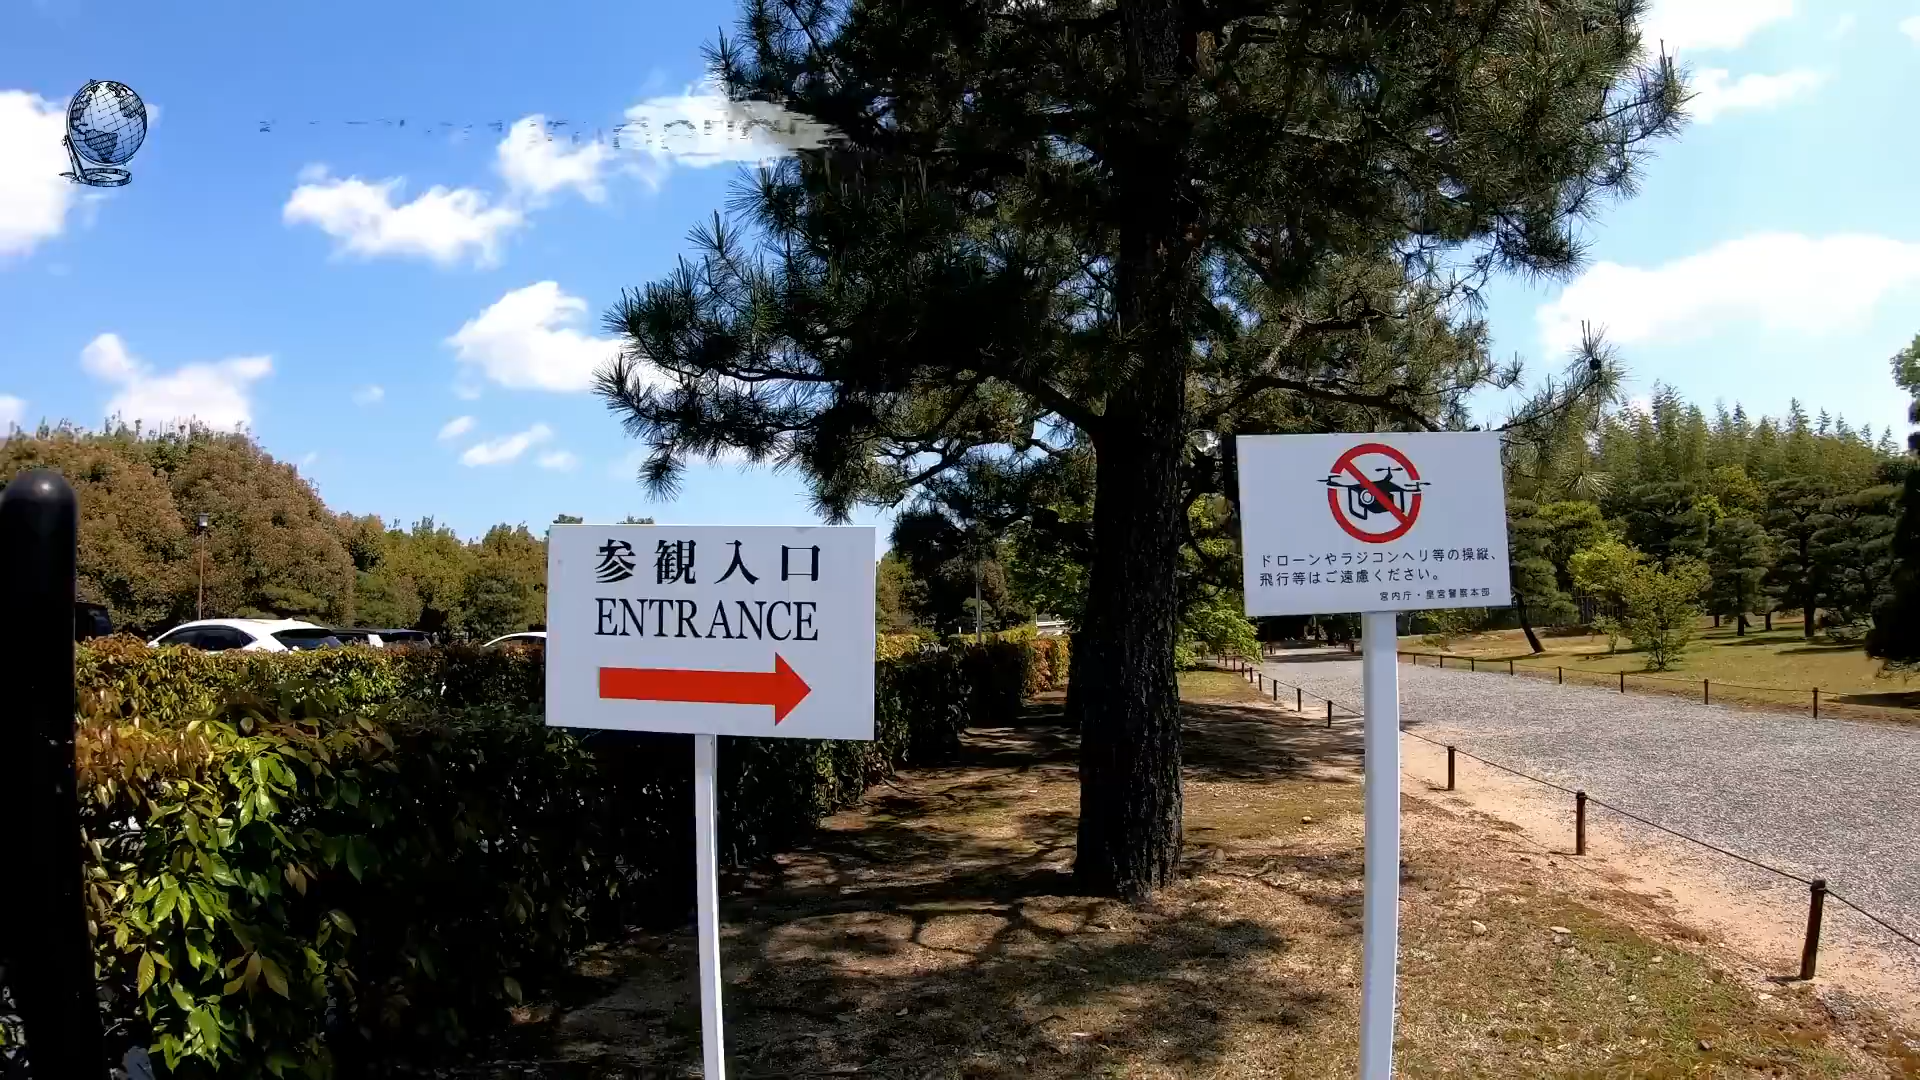 参観入口
ENTRANCE
ドローンやラジコンヘリ等の操縦、
飛行等はご遠慮ください。
宮内庁・皇宮警察本部